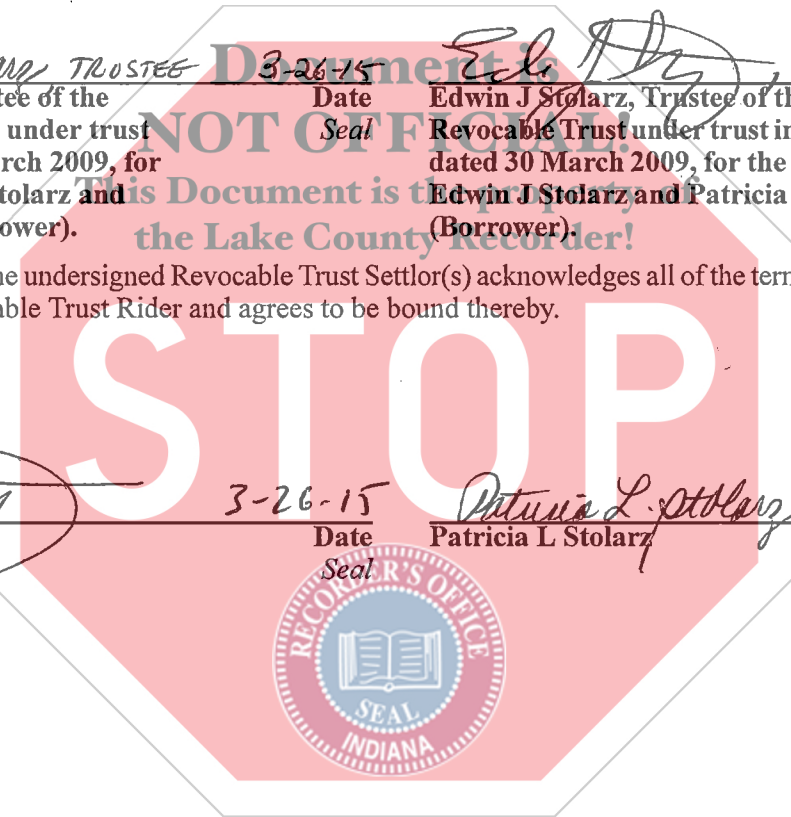 TRUSTEE 3-26-15
Document is
tee of the Date Edwin J Stolarz, Trustee of th
under trust Seal Revocable Trust under trust in
NOT OFFICIAL!
rch 2009, for dated 30 March 2009, for the
tolarz and Edwin J Stolarz and Patricia
This Document is the property of
ower). (Borrower).
the Lake County Recorder!
ne undersigned Revocable Trust Settlor(s) acknowledges all of the term
able Trust Rider and agrees to be bound thereby.
STOP
3-26-15 Patricia L. Stolarz
Date Patricia L Stolarz
Seal
RECORDER'S OFFICE
SEAL
INDIANA